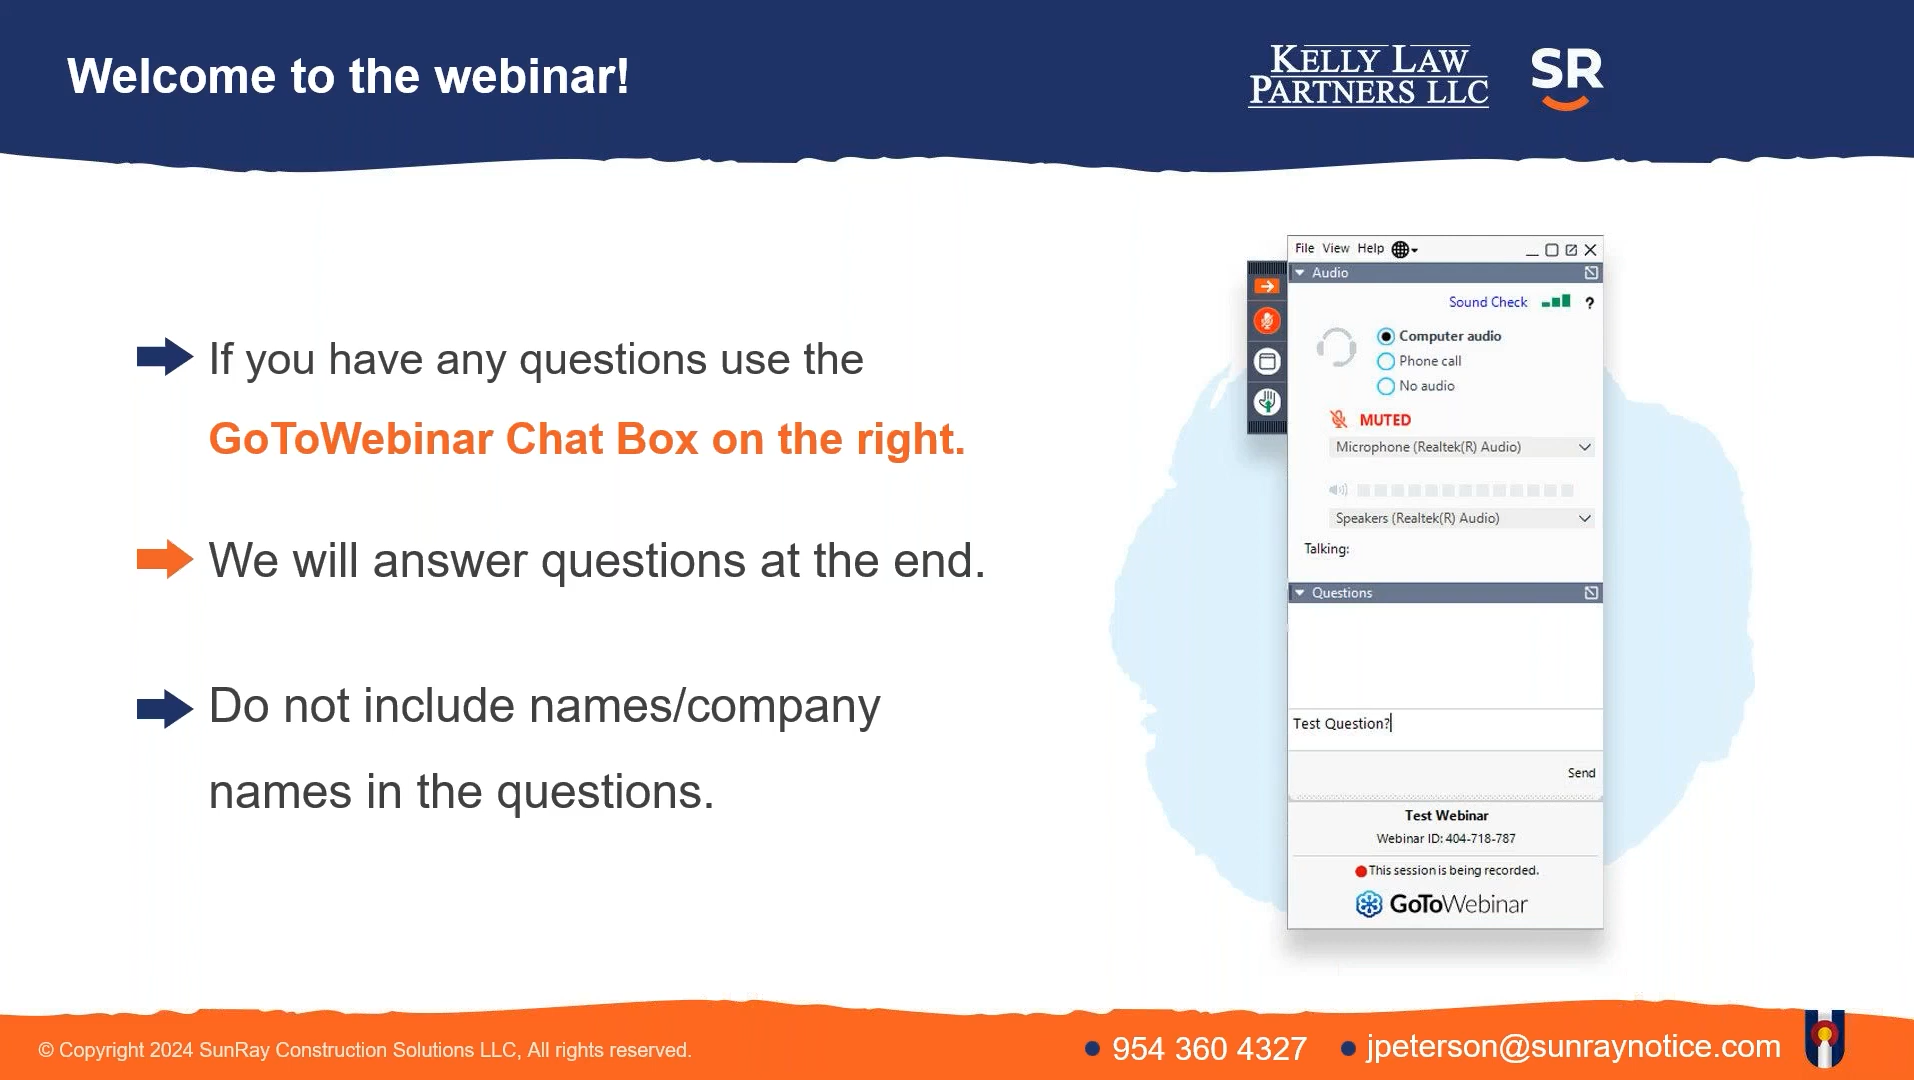 Welcome to the webinar!
KELLY LAW
PARTNERS LLC
SR
If you have any questions use the
GoToWebinar Chat Box on the right.
We will answer questions at the end.
Do not include names/company
names in the questions.
File View Help
Audio
Sound Check ?
Computer audio
Phone call
No audio
MUTED
Microphone (Realtek(R) Audio)
Speakers (Realtek(R) Audio)
Talking:
Questions
Test Question?
Send
Test Webinar
Webinar ID: 404-718-787
This session is being recorded.
GoToWebinar
© Copyright 2024 SunRay Construction Solutions LLC, All rights reserved.
954 360 4327
jpeterson@sunraynotice.com